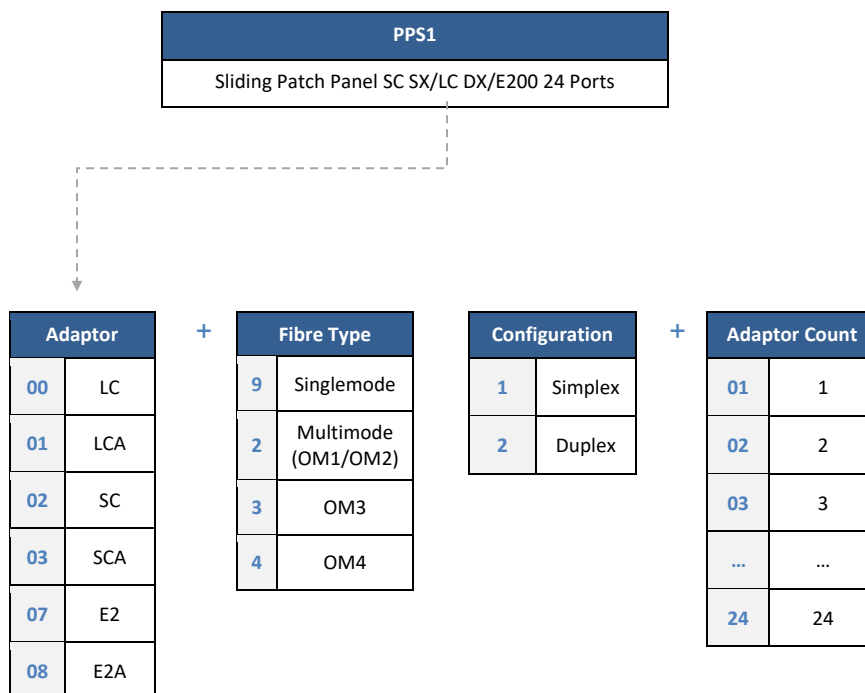 PPS1
Sliding Patch Panel SC SX/LC DX/E200 24 Ports
Adaptor
00 LC
01 LCA
02 SC
03 SCA
07 E2
08 E2A
+
Fibre Type
9 Singlemode
2 Multimode
(OM1/OM2)
3 OM3
4 OM4
Configuration
1 Simplex
2 Duplex
+
Adaptor Count
01 1
02 2
03 3
... ...
24 24